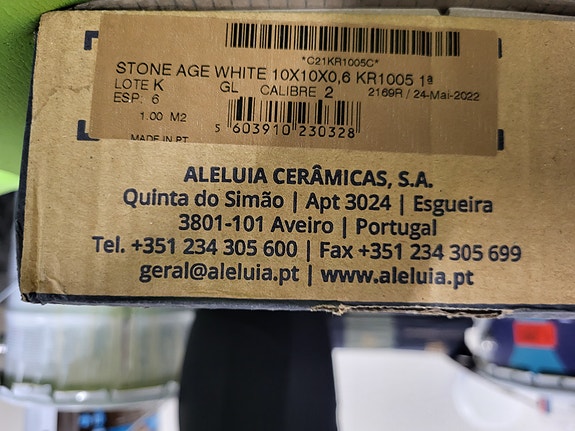 *C21KR1005C*
STONE AGE WHITE 10X10X0,6 KR1005 1ª
LOTE K GL CALIBRE 2 2169R / 24-Mai-2022
ESP. 6
1.00 M2
5 603910 230328
MADE IN PT
ALELUIA CERÂMICAS, S.A.
Quinta do Simão | Apt 3024 | Esgueira
3801-101 Aveiro | Portugal
Tel. +351 234 305 600 | Fax +351 234 305 699
geral@aleluia.pt | www.aleluia.pt